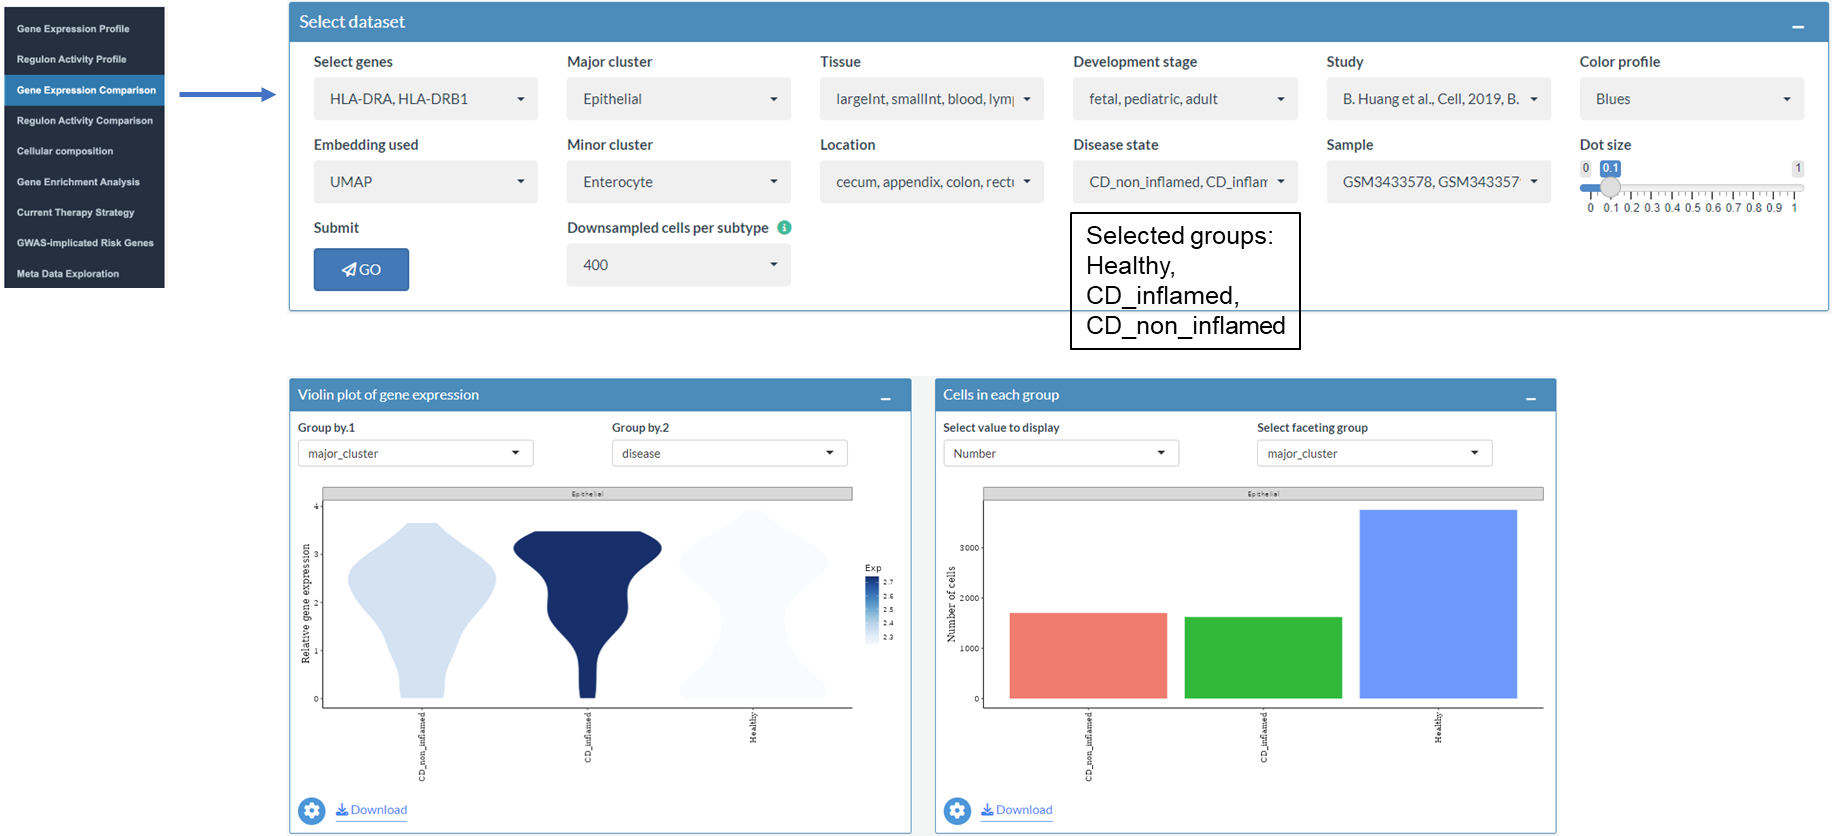 Gene Expression Profile
Regulon Activity Profile
Gene Expression Comparison
Regulon Activity Comparison
Cellular composition
Gene Enrichment Analysis
Current Therapy Strategy
GWAS-implicated Risk Genes
Meta Data Exploration
Select dataset
Select genes Major cluster Tissue Development stage Study Color profile
HLA-DRA, HLA-DRB1 Epithelial largeInt, smallInt, blood, lym fetal, pediatric, adult B. Huang et al., Cell, 2019, B. Blues
Embedding used Minor cluster Location Disease state Sample Dot size
UMAP Enterocyte cecum, appendix, colon, rect CD_non_inflamed, CD_inflam GSM3433578, GSM343357
0 0.1 1
0 0.1 0.2 0.3 0.4 0.5 0.6 0.7 0.8 0.9 1
Submit Downsampled cells per subtype
GO 400
Selected groups:
Healthy,
CD_inflamed,
CD_non_inflamed
Violin plot of gene expression
Group by.1 Group by.2
major_cluster disease
Epithelial
Relative gene expression
4
3
2
1
0
CD_non_inflamed CD_inflamed Healthy
Exp
2.7
2.6
2.5
2.4
2.3
Download
Cells in each group
Select value to display Select faceting group
Number major_cluster
Epithelial
Number of cells
3000
2000
1000
0
CD_non_inflamed CD_inflamed Healthy
Download